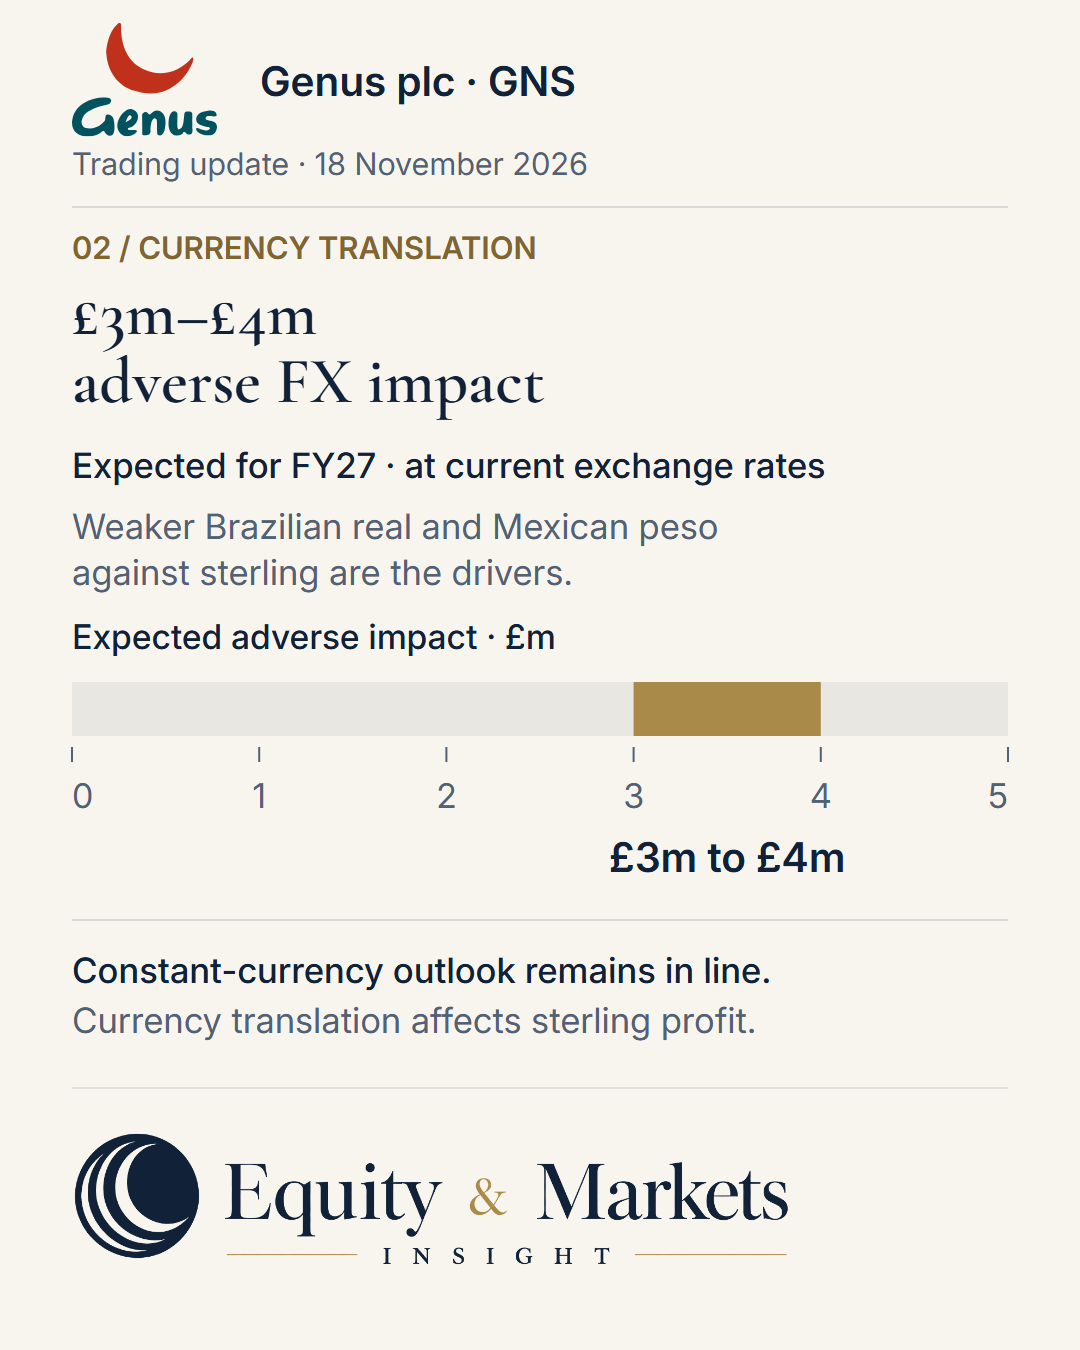 Genus
Genus plc · GNS
Trading update · 18 November 2026
02 / CURRENCY TRANSLATION
£3m–£4m
adverse FX impact
Expected for FY27 · at current exchange rates
Weaker Brazilian real and Mexican peso
against sterling are the drivers.
Expected adverse impact · £m
0 1 2 3 4 5
£3m to £4m
Constant-currency outlook remains in line.
Currency translation affects sterling profit.
Equity & Markets
INSIGHT